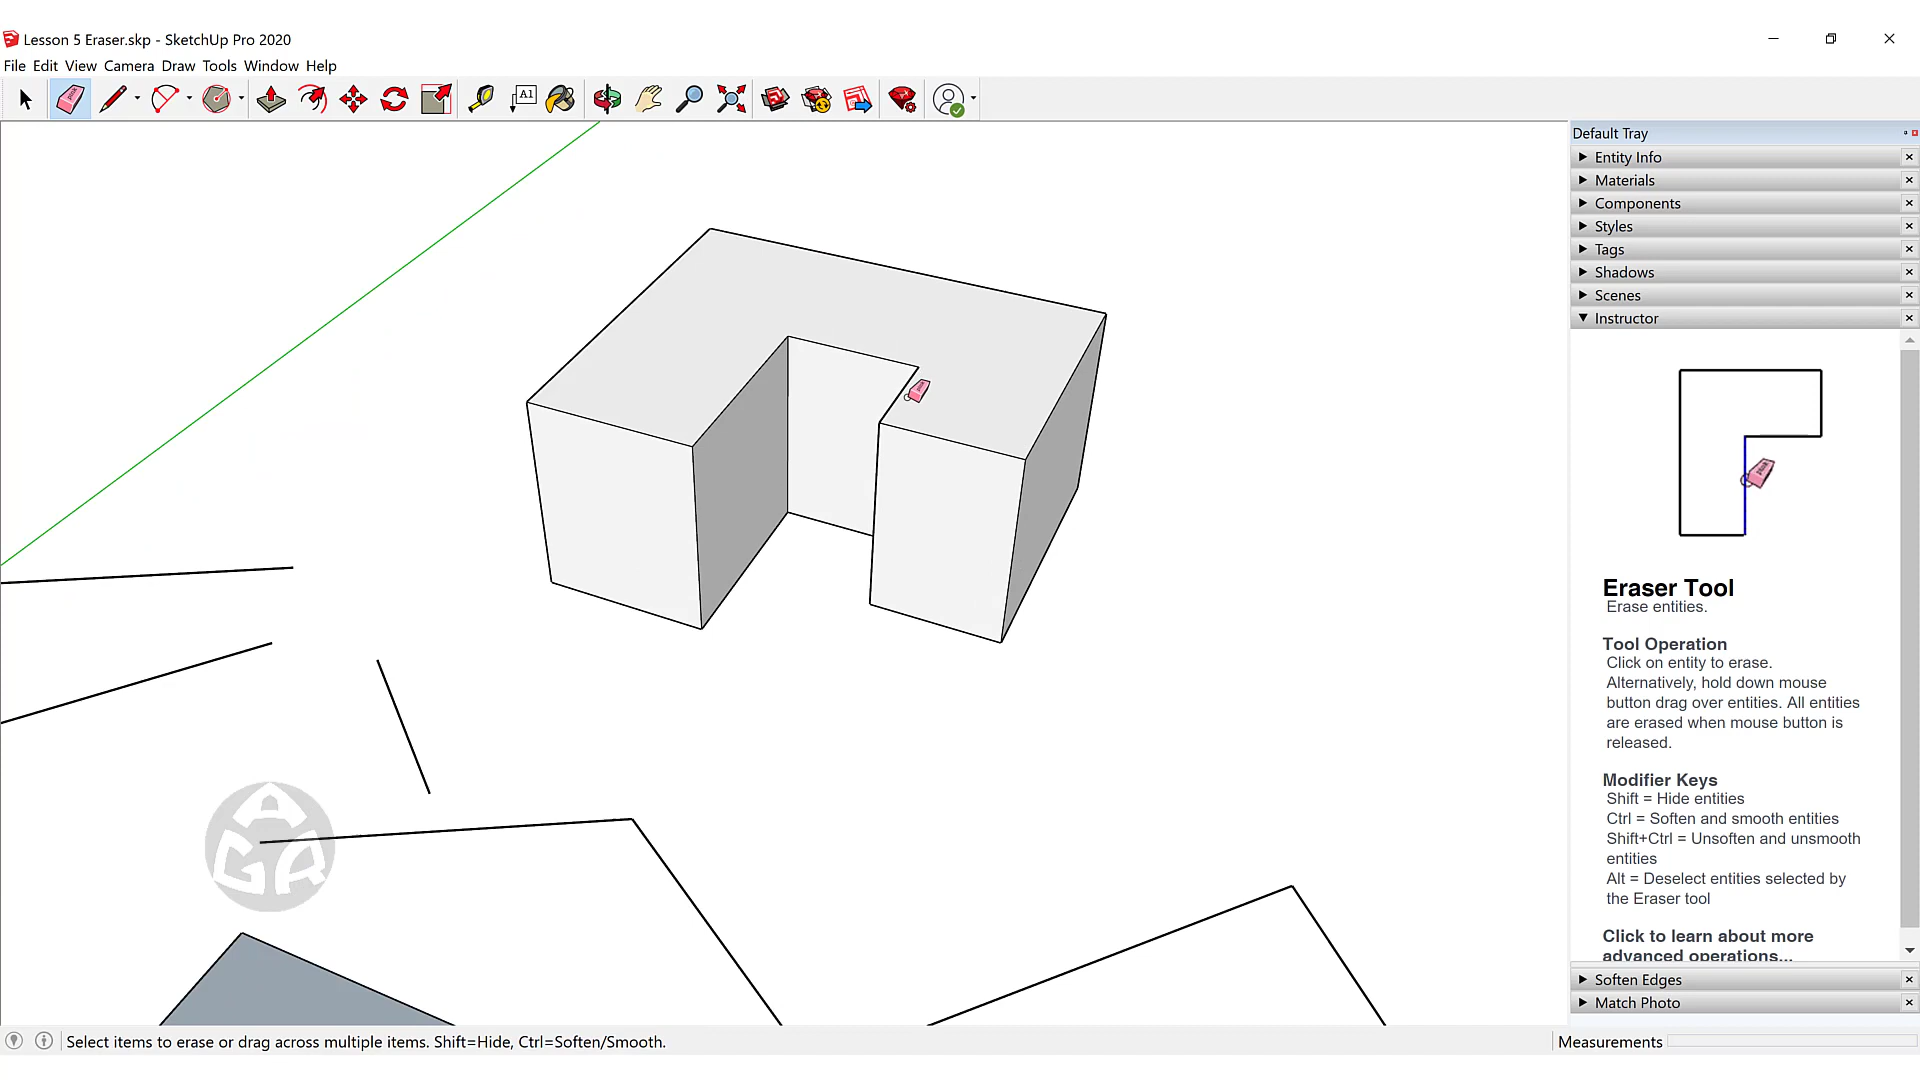 Lesson 5 Eraser.skp - SketchUp Pro 2020
File Edit View Camera Draw Tools Window Help
A1
Default Tray
Entity Info
Materials
Components
Styles
Tags
Shadows
Scenes
Instructor
Eraser Tool
Erase entities.
Tool Operation
Click on entity to erase.
Alternatively, hold down mouse
button drag over entities. All entities
are erased when mouse button is
released.
Modifier Keys
Shift = Hide entities
Ctrl = Soften and smooth entities
Shift+Ctrl = Unsoften and unsmooth
entities
Alt = Deselect entities selected by
the Eraser tool
Click to learn about more
advanced operations...
Soften Edges
Match Photo
Select items to erase or drag across multiple items. Shift=Hide, Ctrl=Soften/Smooth.
Measurements